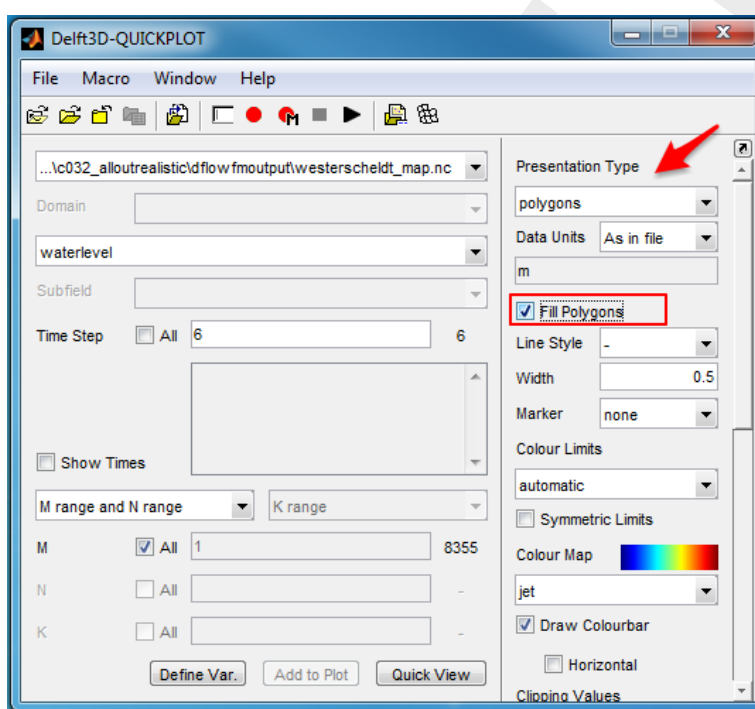 Delft3D-QUICKPLOT
File Macro Window Help
...\c032_alloutrealistic\dflowfmoutput\westerscheldt_map.nc
Domain
waterlevel
Subfield
Time Step All 6 6
Show Times
M range and N range K range
M All 1 8355
N All -
K All -
Define Var. Add to Plot Quick View
Presentation Type
polygons
Data Units As in file
m
Fill Polygons
Line Style -
Width 0.5
Marker none
Colour Limits
automatic
Symmetric Limits
Colour Map
jet
Draw Colourbar
Horizontal
Clipping Values